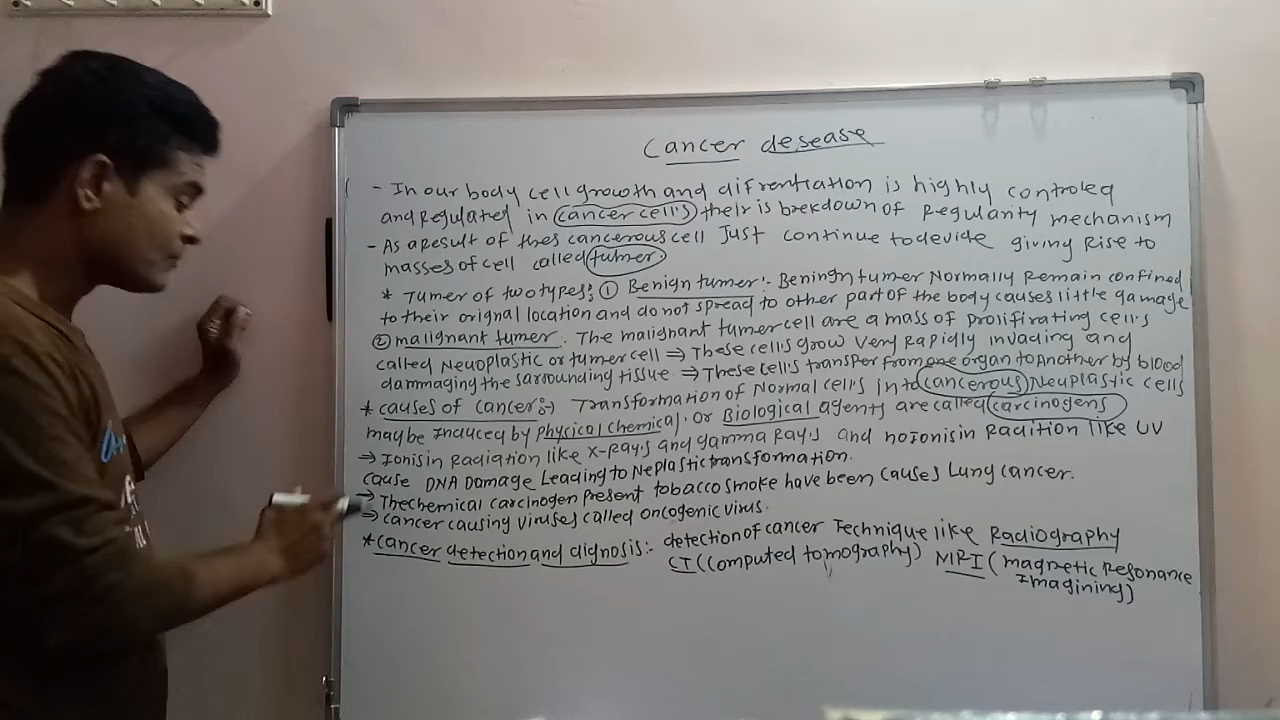 Cancer desease
- In our body cell growth and difrentiation is highly controled
and Regulated in cancer cell's their is brekdown of Regularity mechanism
- As a result of thes cancerous cell Just continue to devide giving Rise to
masses of cell called tumer.
* Tumer of two types: ① Benign tumer:- Beningn tumer Normally Remain confined
to their orignal location and do not spread to other part of the body causes little damage
② malignant tumer. The malignant tumer cell are a mass of prolifirating cell's
called Neuoplastic or tumer cell ⇒ These cells grow very rapidly invading and
dammaging the sarrounding tissue ⇒ These cells transper from one organ to Another by blood
* causes of cancer:→ Transformation of Normal cell's in to cancerous Neuplastic cells
maybe Induced by Phycical, chemical. or Biological agents are called carcinogens
→ Ionisin Radiation like X-Ray's and gamma Ray's and noIonisin Radition like UV
cause DNA Damage Leading to Neplastic transformation.
→ The chemical carcinogen present tobacco smoke have been causes Lung cancer.
→ cancer causing viruses called oncogenic virus.
* cancer detection and dignosis:- detection of cancer Technique like Radiography
CT (computed tomography) MRI (magnetic Resonance
Imagining)